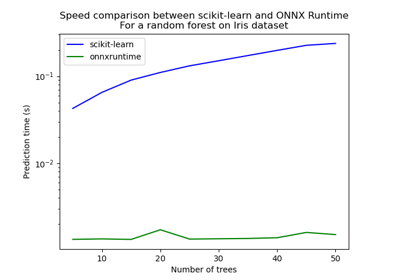 Speed comparison between scikit-learn and ONNX Runtime
For a random forest on Iris dataset
scikit-learn
onnxruntime
Prediction time (s)
10⁻¹
10⁻²
10 20 30 40 50
Number of trees